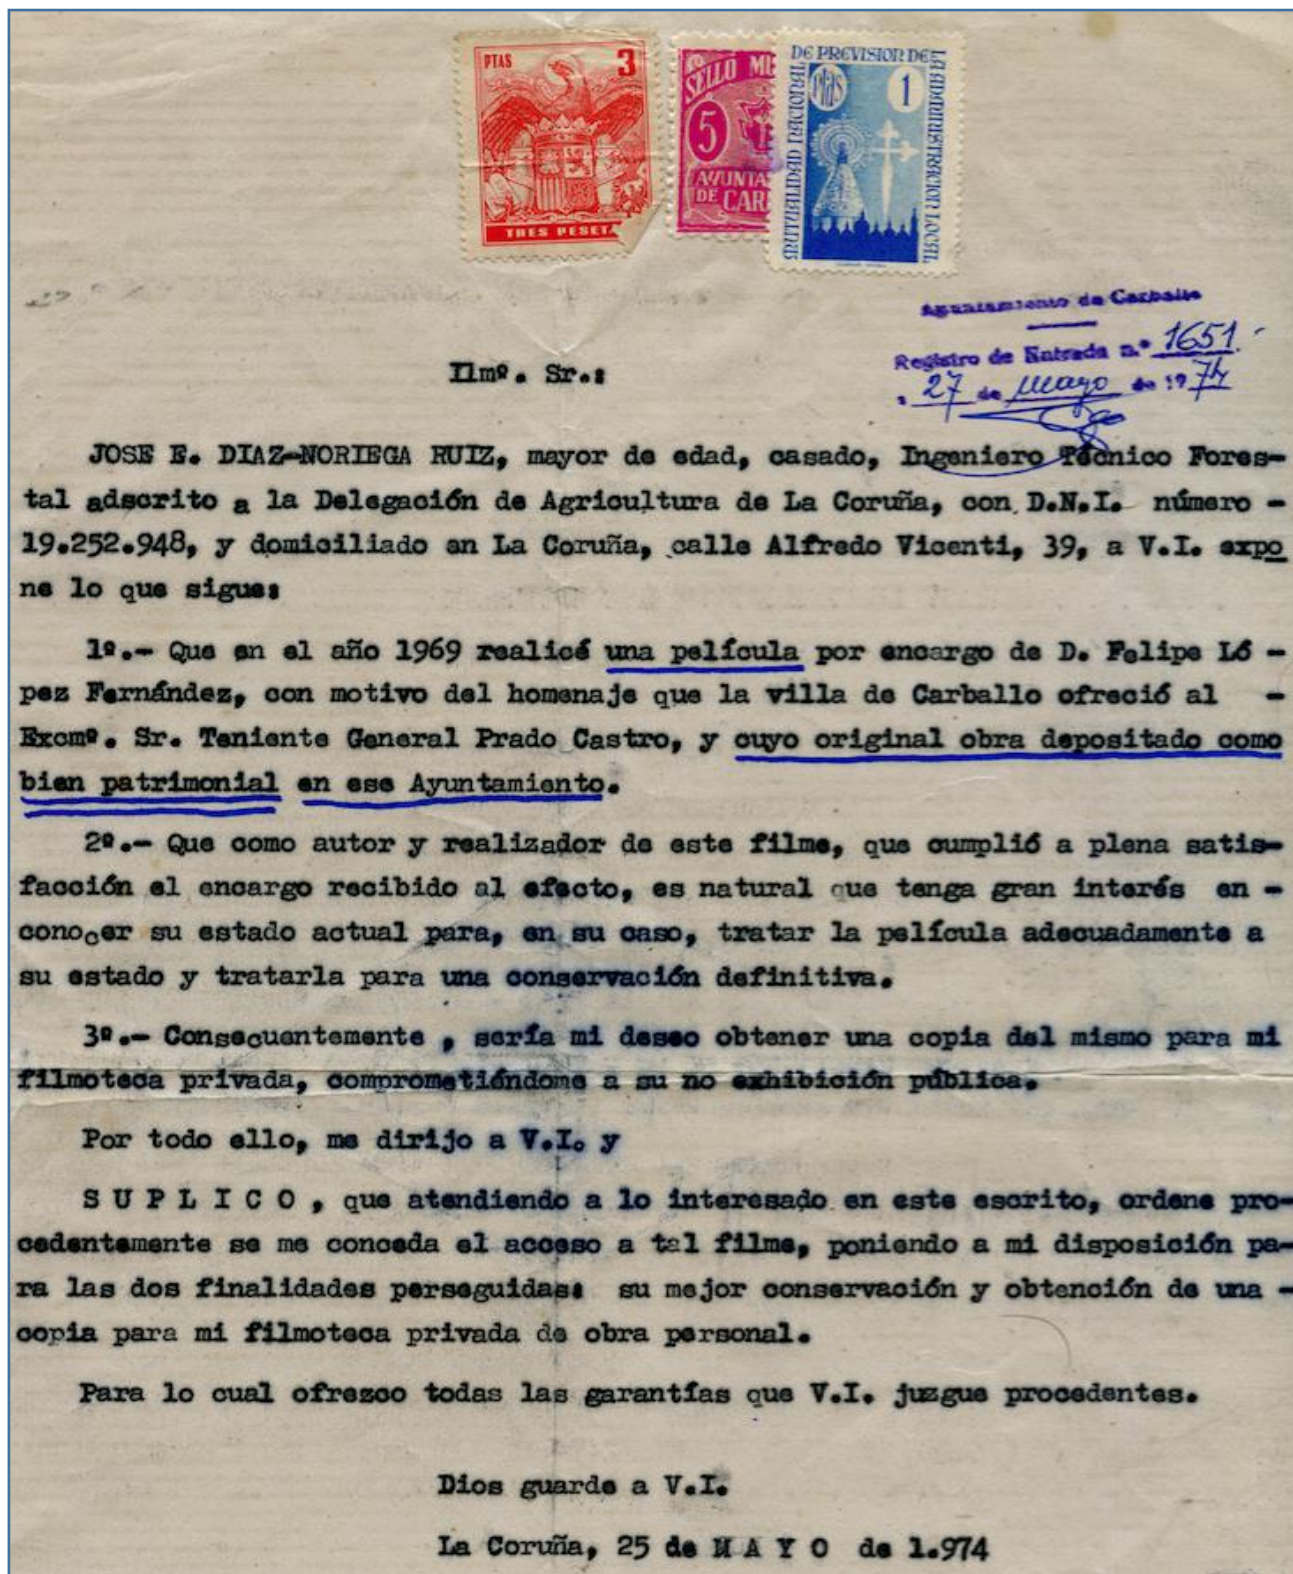 PTAS 3
TRES PESET
SELLO MU
5
AYUNTA
DE CAR
DE PREVISION DE
LA ADMINISTRACION LOCAL
MUTUALIDAD NACIONAL
Ptas 1
Ayuntamiento de Carballo
Registro de Entrada n.º 1651
27 de Mayo de 1974
Ilmº. Sr.:
JOSE E. DIAZ-NORIEGA RUIZ, mayor de edad, casado, Ingeniero Técnico Fores-
tal adscrito a la Delegación de Agricultura de La Coruña, con D.N.I. número -
19.252.948, y domiciliado en La Coruña, calle Alfredo Vicenti, 39, a V.I. expo
ne lo que sigue:
1º.- Que en el año 1969 realicé una película por encargo de D. Felipe Ló -
pez Fernández, con motivo del homenaje que la villa de Carballo ofreció al -
Excmº. Sr. Teniente General Prado Castro, y cuyo original obra depositado como
bien patrimonial en ese Ayuntamiento.
2º.- Que como autor y realizador de este filme, que cumplió a plena satis-
facción el encargo recibido al efecto, es natural que tenga gran interés en -
conocer su estado actual para, en su caso, tratar la película adecuadamente a
su estado y tratarla para una conservación definitiva.
3º.- Consecuentemente , sería mi deseo obtener una copia del mismo para mi
filmoteca privada, comprometiéndome a su no exhibición pública.
Por todo ello, me dirijo a V.I. y
S U P L I C O , que atendiendo a lo interesado en este escrito, ordene pro-
cedentemente se me conceda el acceso a tal filme, poniendo a mi disposición pa-
ra las dos finalidades perseguidas: su mejor conservación y obtención de una -
copia para mi filmoteca privada de obra personal.
Para lo cual ofrezco todas las garantías que V.I. juzgue procedentes.
Dios guarde a V.I.
La Coruña, 25 de M A Y O de 1.974